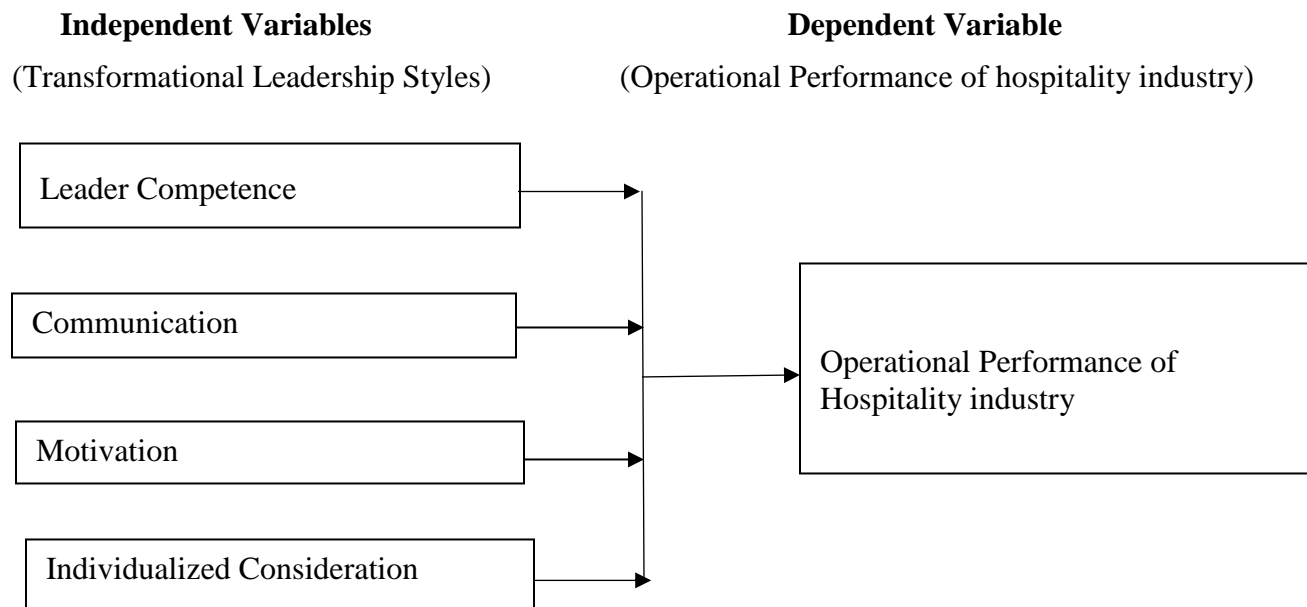 Independent Variables
Dependent Variable
(Transformational Leadership Styles)
(Operational Performance of hospitality industry)
Leader Competence
Communication
Motivation
Individualized Consideration
Operational Performance of
Hospitality industry